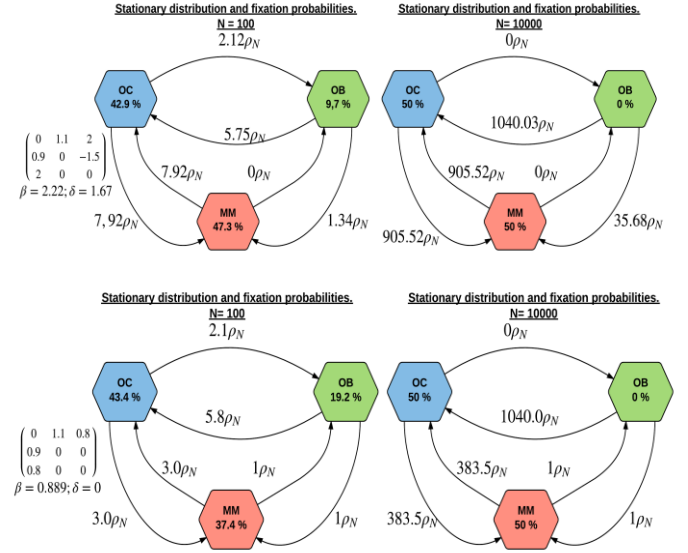 Stationary distribution and fixation probabilities.
N = 100
2.12ρN
OC
42.9 %
OB
9,7 %
5.75ρN
7.92ρN
0ρN
MM
47.3 %
7,92ρN
1.34ρN
0 1.1 2
0.9 0 −1.5
2 0 0
β = 2.22; δ = 1.67
Stationary distribution and fixation probabilities.
N= 10000
0ρN
OC
50 %
OB
0 %
1040.03ρN
905.52ρN
0ρN
MM
50 %
905.52ρN
35.68ρN
Stationary distribution and fixation probabilities.
N= 100
2.1ρN
OC
43.4 %
OB
19.2 %
5.8ρN
3.0ρN
1ρN
MM
37.4 %
3.0ρN
1ρN
0 1.1 0.8
0.9 0 0
0.8 0 0
β = 0.889; δ = 0
Stationary distribution and fixation probabilities.
N= 10000
0ρN
OC
50 %
OB
0 %
1040.0ρN
383.5ρN
1ρN
MM
50 %
383.5ρN
1ρN